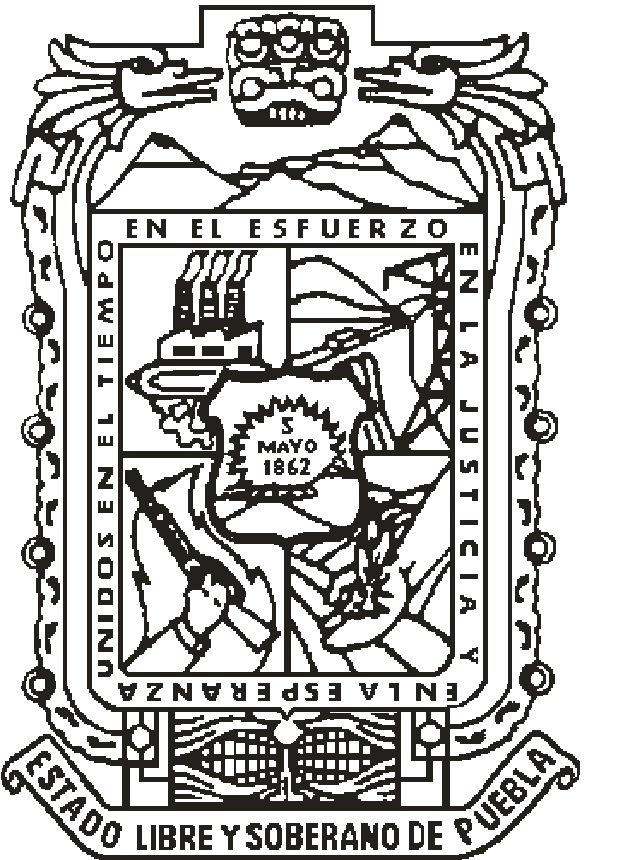 UNIDOS EN EL TIEMPO
EN EL ESFUERZO
EN LA JUSTICIA Y
EN LA ESPERANZA
5
MAYO
1862
ESTADO LIBRE Y SOBERANO DE PUEBLA